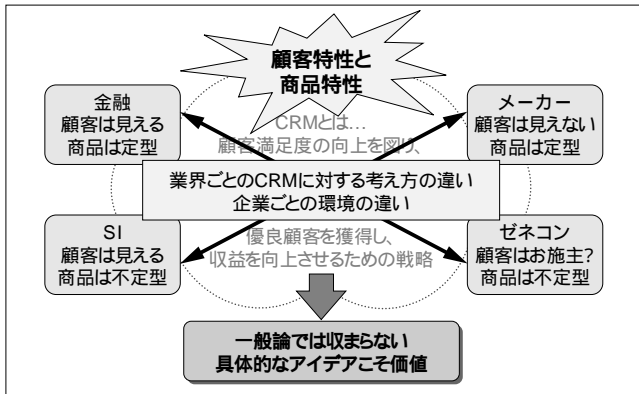 顧客特性と
商品特性
金融
顧客は見える
商品は定型
メーカー
顧客は見えない
商品は定型
CRMとは…
顧客満足度の向上を図り、
業界ごとのCRMに対する考え方の違い
企業ごとの環境の違い
SI
顧客は見える
商品は不定型
優良顧客を獲得し、
収益を向上させるための戦略
ゼネコン
顧客はお施主?
商品は不定型
一般論では収まらない
具体的なアイデアこそ価値